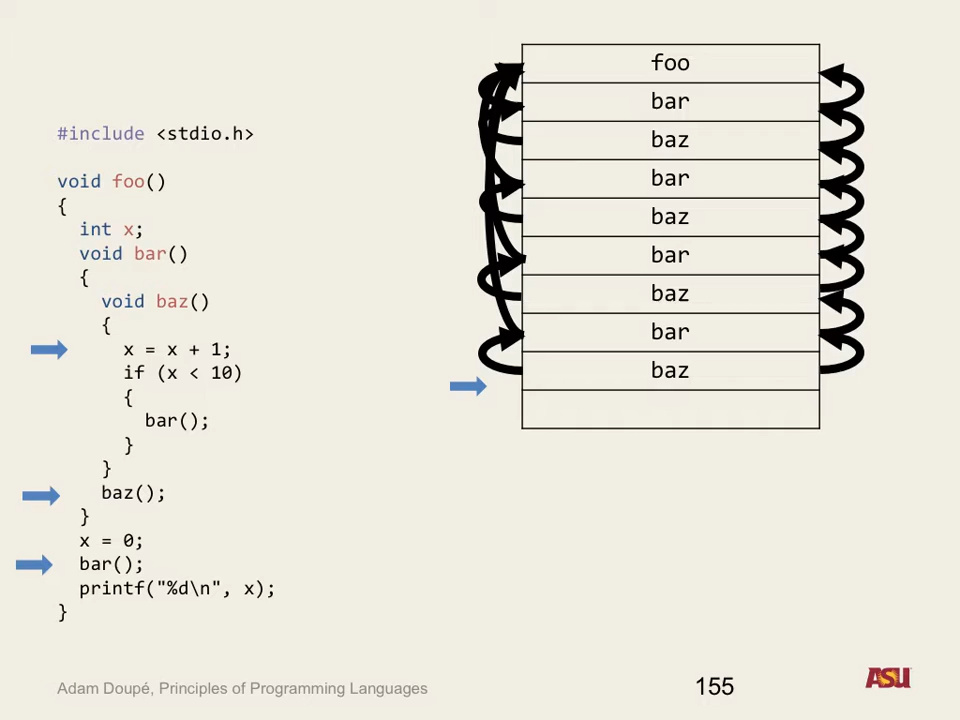 #include <stdio.h>
void foo()
{
int x;
void bar()
{
void baz()
{
x = x + 1;
if (x < 10)
{
bar();
}
}
baz();
}
x = 0;
bar();
printf("%d\n", x);
}
foo
bar
baz
bar
baz
bar
baz
bar
baz
Adam Doupé, Principles of Programming Languages
155
ASU